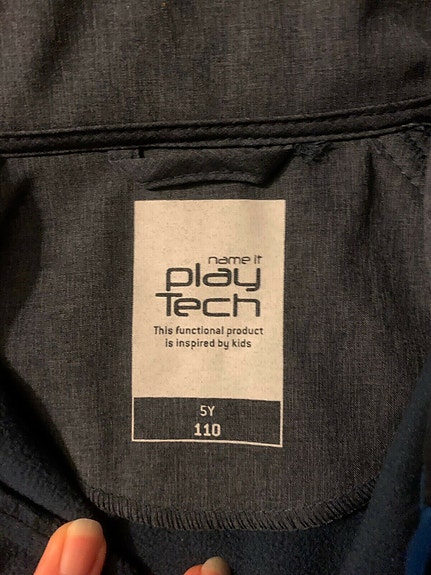 name it
play
Tech
This functional product
is inspired by kids
5Y
110